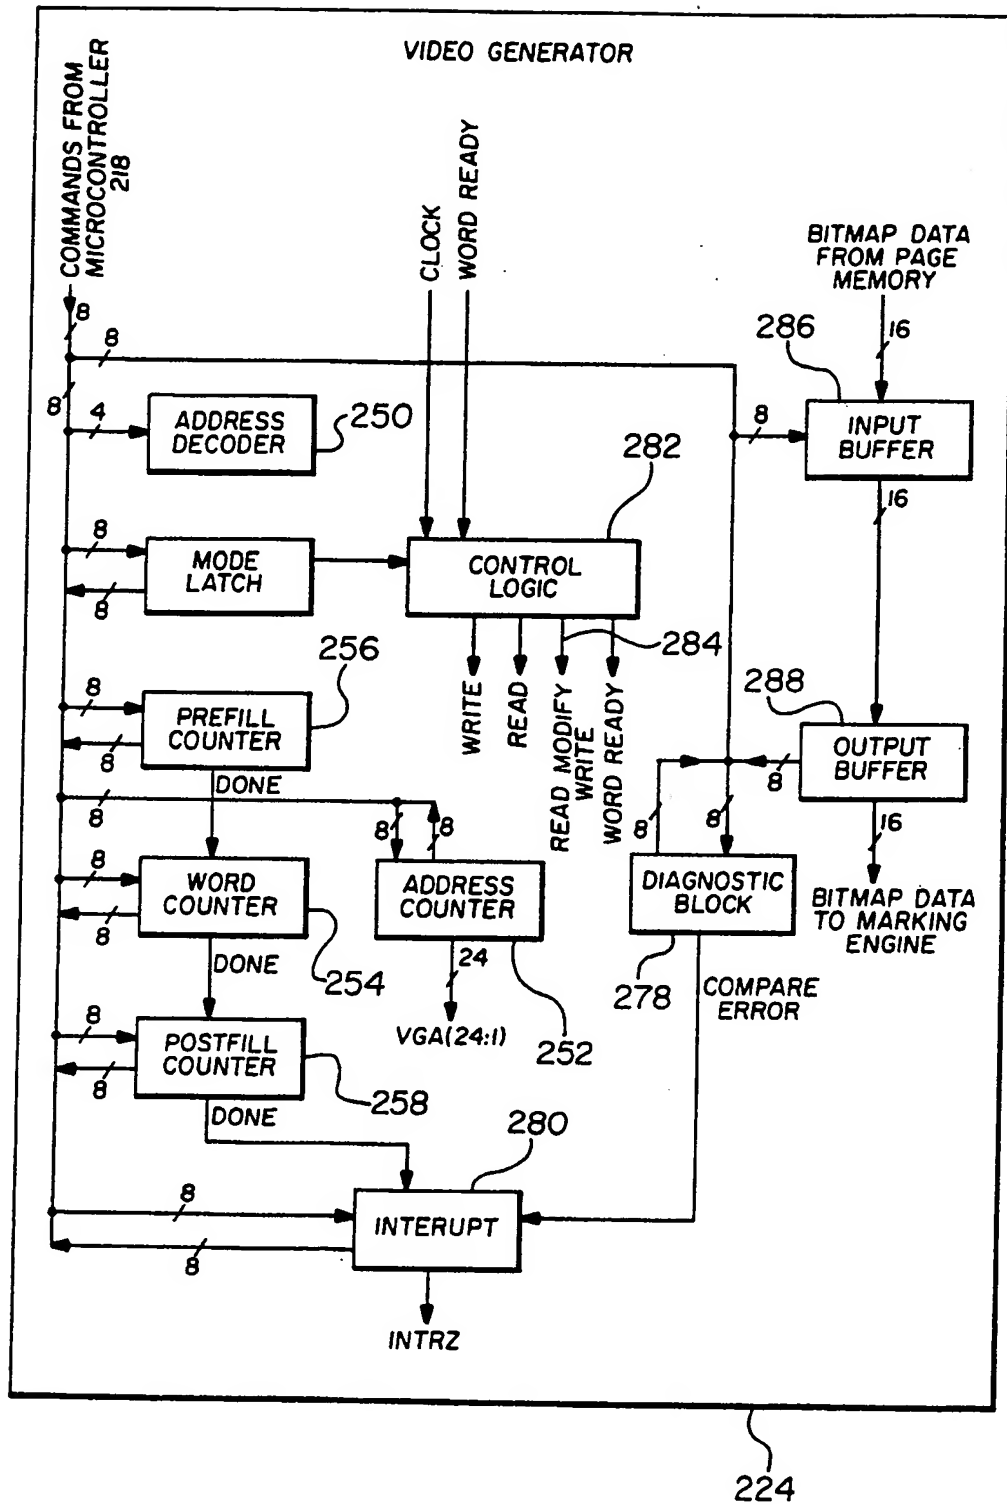 VIDEO GENERATOR
COMMANDS FROM
MICROCONTROLLER
218
CLOCK
WORD READY
BITMAP DATA
FROM PAGE
MEMORY
8
8
8
16
286
4
ADDRESS
DECODER
250
8
INPUT
BUFFER
282
16
8
MODE
LATCH
8
CONTROL
LOGIC
284
256
WRITE
READ
READ MODIFY
WRITE
WORD READY
8
PREFILL
COUNTER
8
DONE
288
OUTPUT
BUFFER
8
8
8
8
8
8
16
8
WORD
COUNTER
8
ADDRESS
COUNTER
DIAGNOSTIC
BLOCK
BITMAP DATA
TO MARKING
ENGINE
DONE
254
24
278
COMPARE
ERROR
VGA(24:1)
252
8
POSTFILL
COUNTER
8
258
DONE
280
8
INTERUPT
8
INTRZ
224